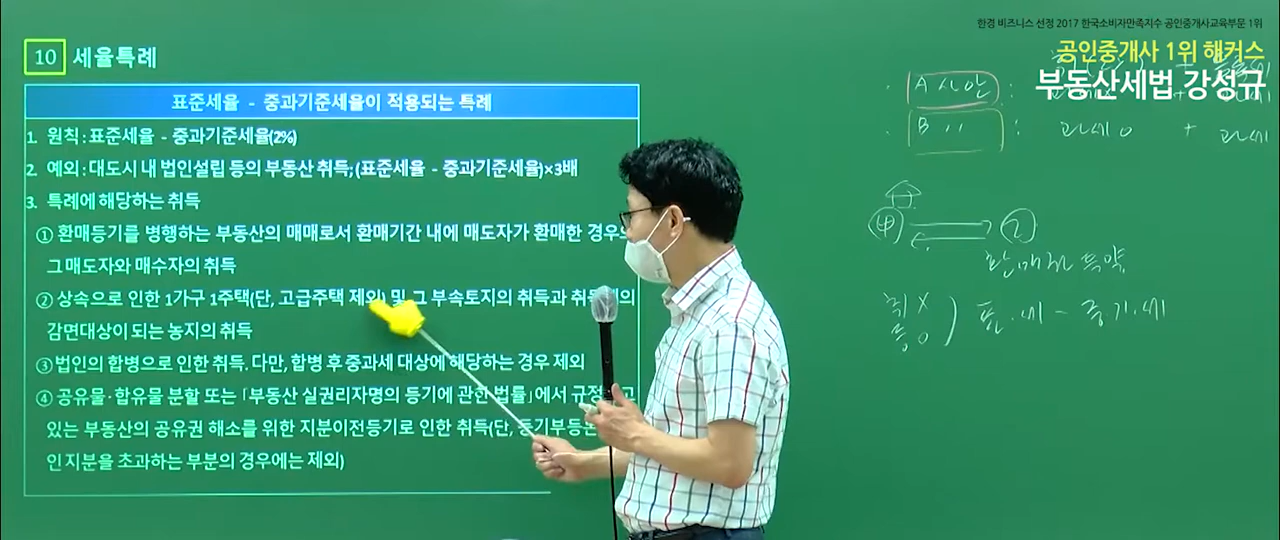 한경 비즈니스 선정 2017 한국소비자만족지수 공인중개사교육부문 1위
공인중개사 1위 해커스
부동산세법 강성규
10 세율특례
표준세율 - 중과기준세율이 적용되는 특례
1. 원칙 : 표준세율 - 중과기준세율(2%)
2. 예외 : 대도시 내 법인설립 등의 부동산 취득; (표준세율 - 중과기준세율)×3배
3. 특례에 해당하는 취득
① 환매등기를 병행하는 부동산의 매매로서 환매기간 내에 매도자가 환매한 경우의
그 매도자와 매수자의 취득
② 상속으로 인한 1가구 1주택(단, 고급주택 제외) 및 그 부속토지의 취득과 취득세의
감면대상이 되는 농지의 취득
③ 법인의 합병으로 인한 취득. 다만, 합병 후 중과세 대상에 해당하는 경우 제외
④ 공유물·합유물 분할 또는 「부동산 실권리자명의 등기에 관한 법률」에서 규정하고
있는 부동산의 공유권 해소를 위한 지분이전등기로 인한 취득(단, 등기부등본
인 지분을 초과하는 부분의 경우에는 제외)
A 사안 :
B 〃 : 과세 o + 과세
甲 乙
환매 특약
취 X
등 o ) 표·세 - 중기·세